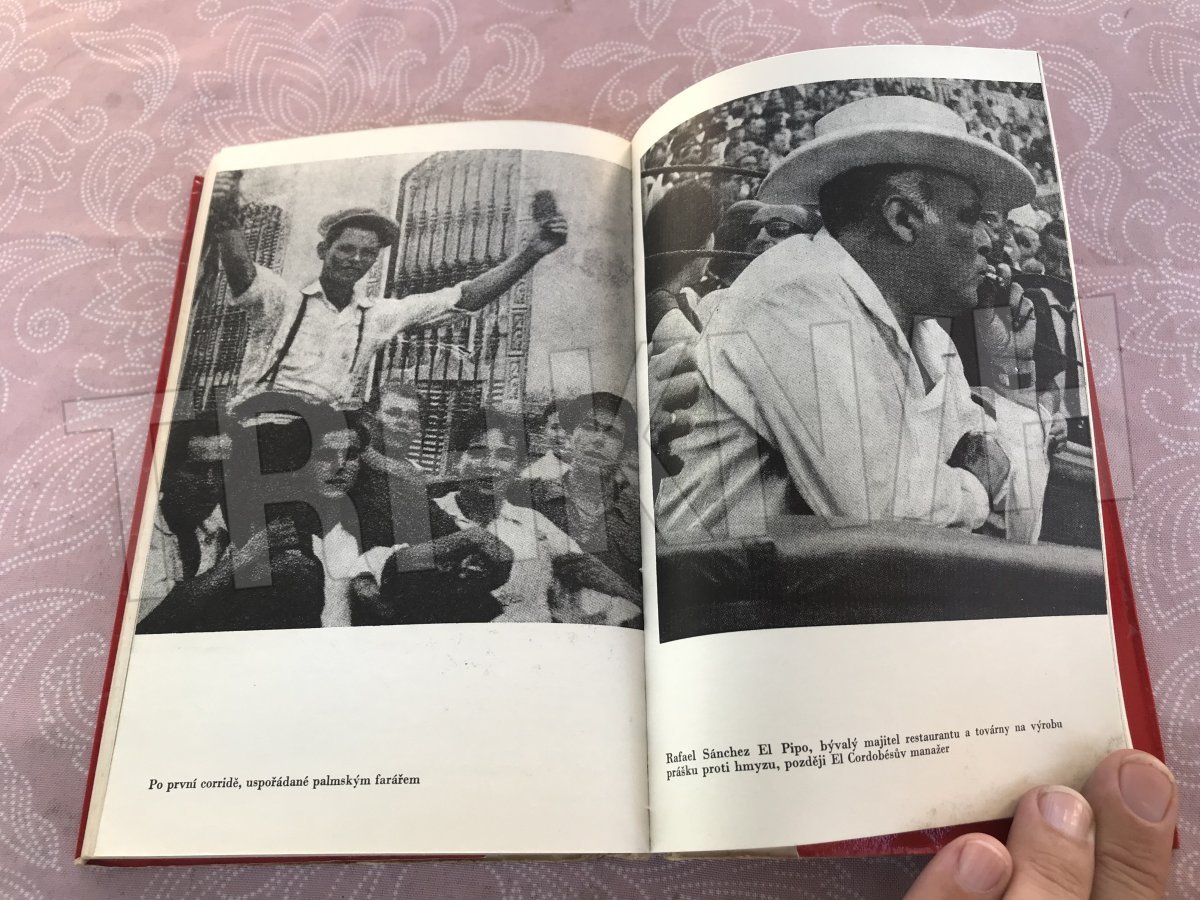 Po první corridě, uspořádané palmským farářem
Rafael Sánchez El Pipo, bývalý majitel restaurantu a továrny na výrobu
prášku proti hmyzu, později El Cordobésův manažer